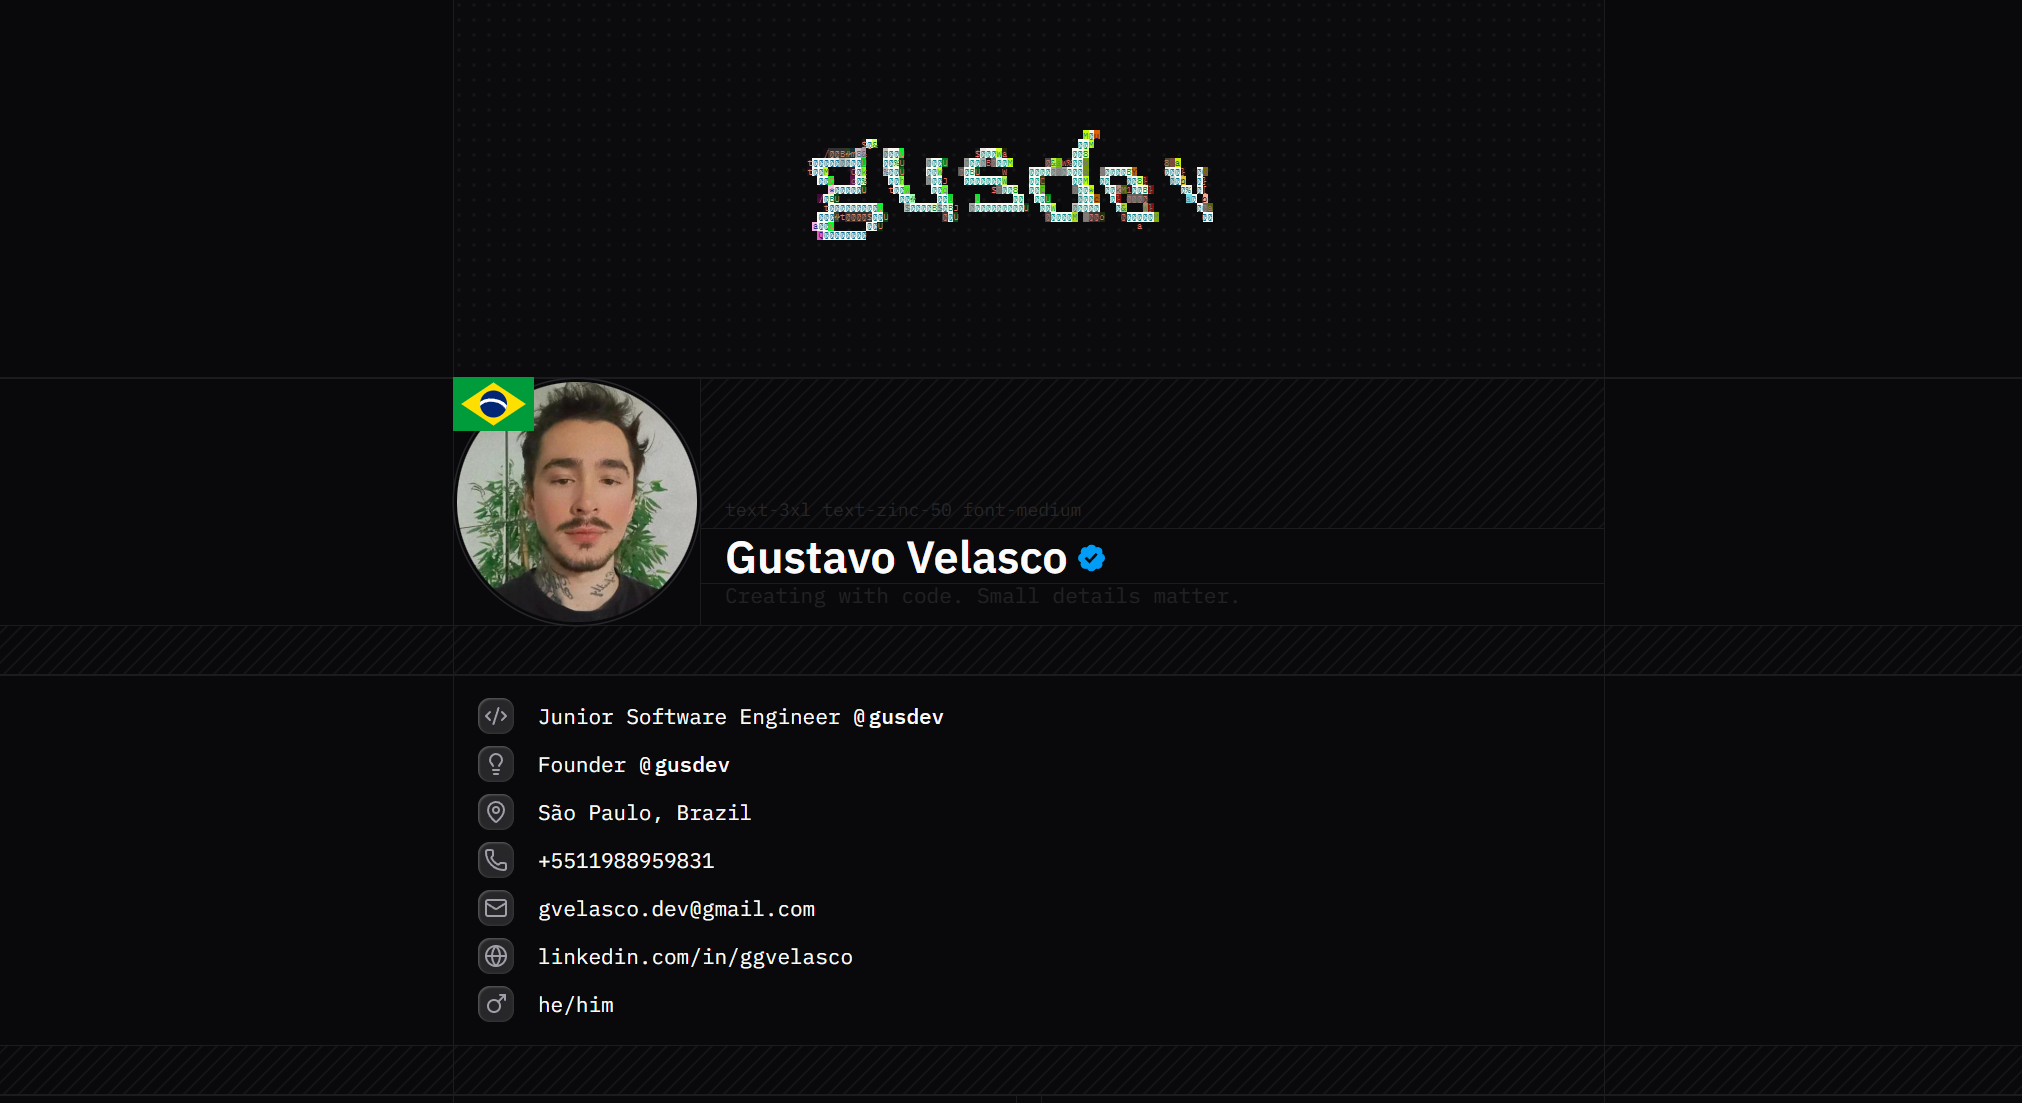 gusdev
text-3xl text-zinc-50 font-medium
Gustavo Velasco
Creating with code. Small details matter.
Junior Software Engineer @gusdev
Founder @gusdev
São Paulo, Brazil
+5511988959831
gvelasco.dev@gmail.com
linkedin.com/in/ggvelasco
he/him